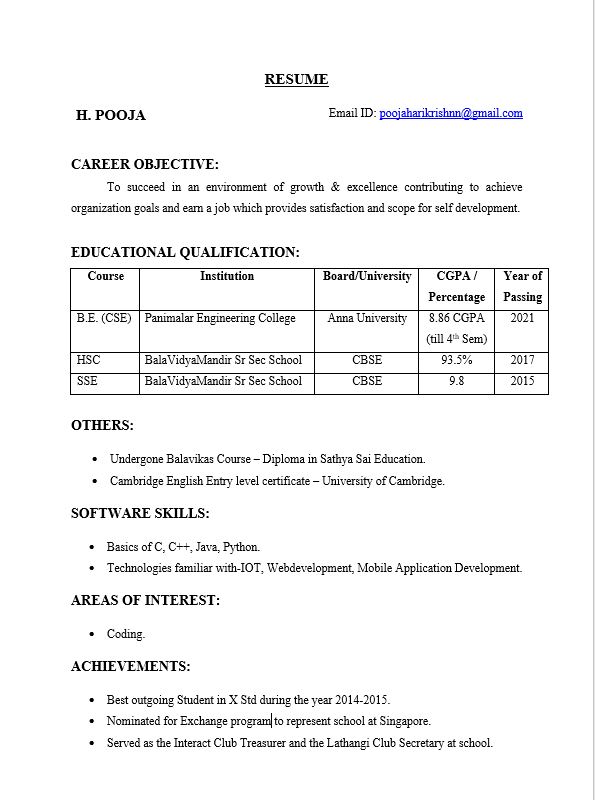 RESUME
H. POOJA
Email ID: poojaharikrishnn@gmail.com
CAREER OBJECTIVE:
To succeed in an environment of growth & excellence contributing to achieve
organization goals and earn a job which provides satisfaction and scope for self development.
EDUCATIONAL QUALIFICATION:
Course Institution Board/University CGPA / Year of
Percentage Passing
B.E. (CSE) Panimalar Engineering College Anna University 8.86 CGPA 2021
(till 4th Sem)
HSC BalaVidyaMandir Sr Sec School CBSE 93.5% 2017
SSE BalaVidyaMandir Sr Sec School CBSE 9.8 2015
OTHERS:
• Undergone Balavikas Course – Diploma in Sathya Sai Education.
• Cambridge English Entry level certificate – University of Cambridge.
SOFTWARE SKILLS:
• Basics of C, C++, Java, Python.
• Technologies familiar with-IOT, Webdevelopment, Mobile Application Development.
AREAS OF INTEREST:
• Coding.
ACHIEVEMENTS:
• Best outgoing Student in X Std during the year 2014-2015.
• Nominated for Exchange program to represent school at Singapore.
• Served as the Interact Club Treasurer and the Lathangi Club Secretary at school.